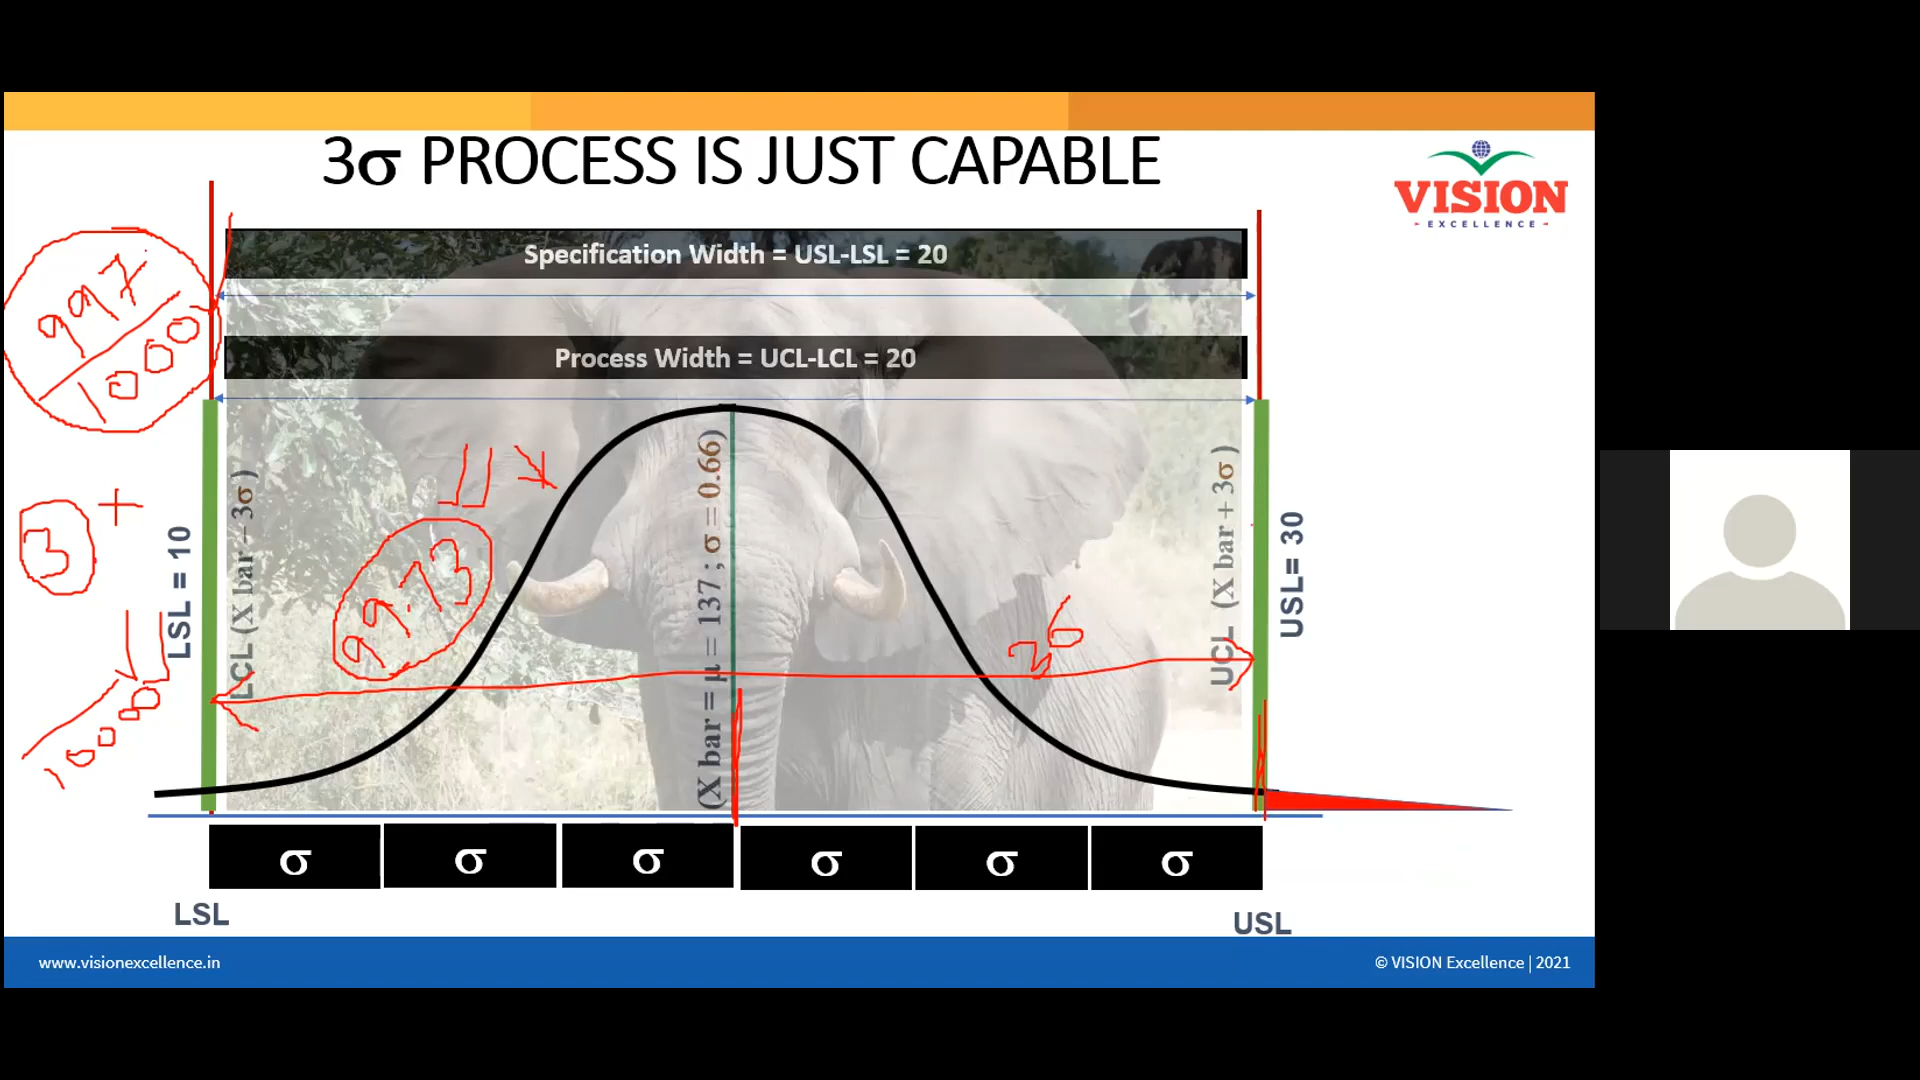 3σ PROCESS IS JUST CAPABLE
VISION
- EXCELLENCE -
Specification Width = USL-LSL = 20
Process Width = UCL-LCL = 20
997
1000
3 +
99.73
LSL = 10
LCL (X bar – 3σ )
(X bar = μ = 137 ; σ = 0.66)
UCL (X bar + 3σ )
USL= 30
σ σ σ σ σ σ
LSL
USL
www.visionexcellence.in
© VISION Excellence | 2021